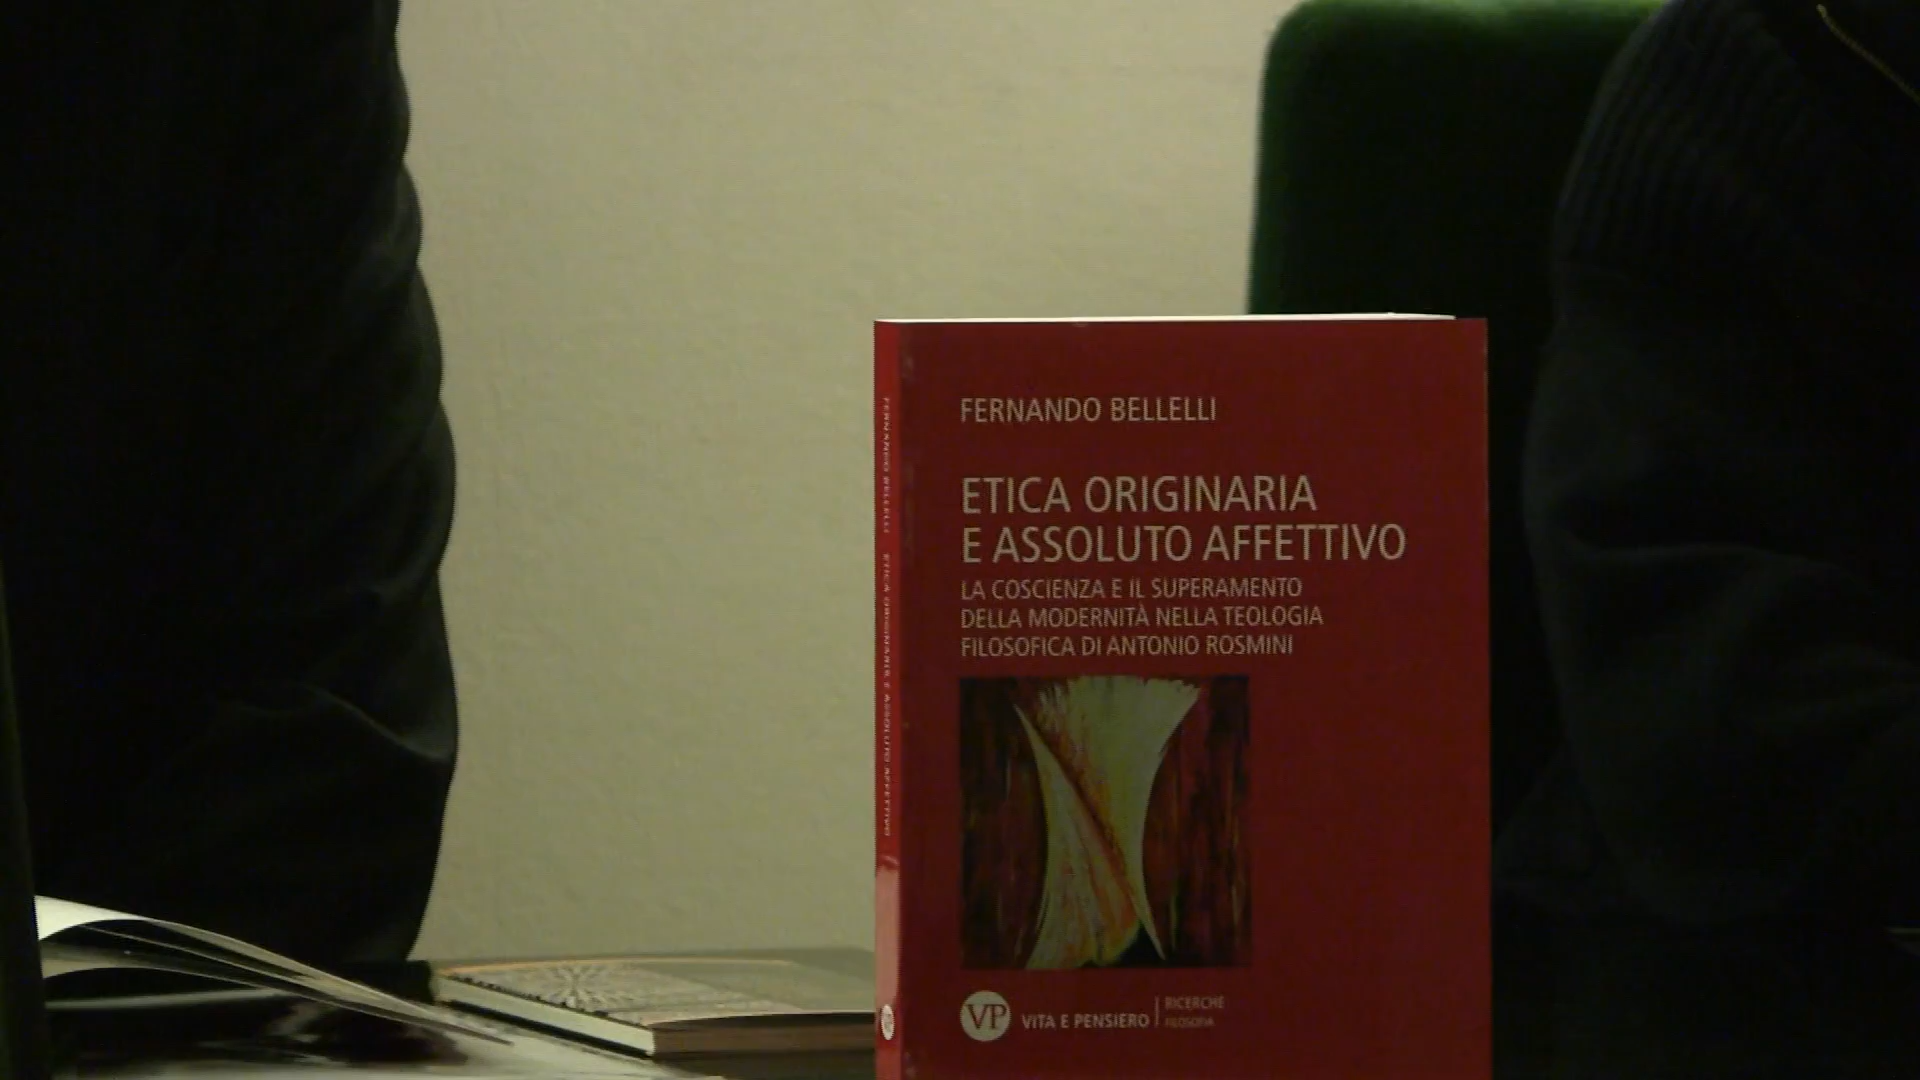 FERNANDO BELLELLI
ETICA ORIGINARIA
E ASSOLUTO AFFETTIVO
LA COSCIENZA E IL SUPERAMENTO
DELLA MODERNITÀ NELLA TEOLOGIA
FILOSOFICA DI ANTONIO ROSMINI
VP VITA E PENSIERO
RICERCHE
FILOSOFIA
FERNANDO BELLELLI ETICA ORIGINARIA E ASSOLUTO AFFETTIVO